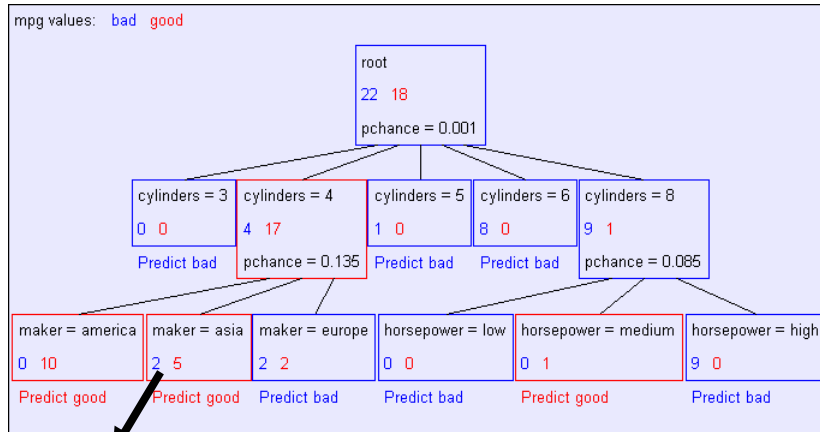 mpg values: bad good
root
22 18
pchance = 0.001
cylinders = 3
0 0
Predict bad
cylinders = 4
4 17
pchance = 0.135
cylinders = 5
1 0
Predict bad
cylinders = 6
8 0
Predict bad
cylinders = 8
9 1
pchance = 0.085
maker = america
0 10
Predict good
maker = asia
2 5
Predict good
maker = europe
2 2
Predict bad
horsepower = low
0 0
Predict bad
horsepower = medium
0 1
Predict good
horsepower = high
9 0
Predict bad